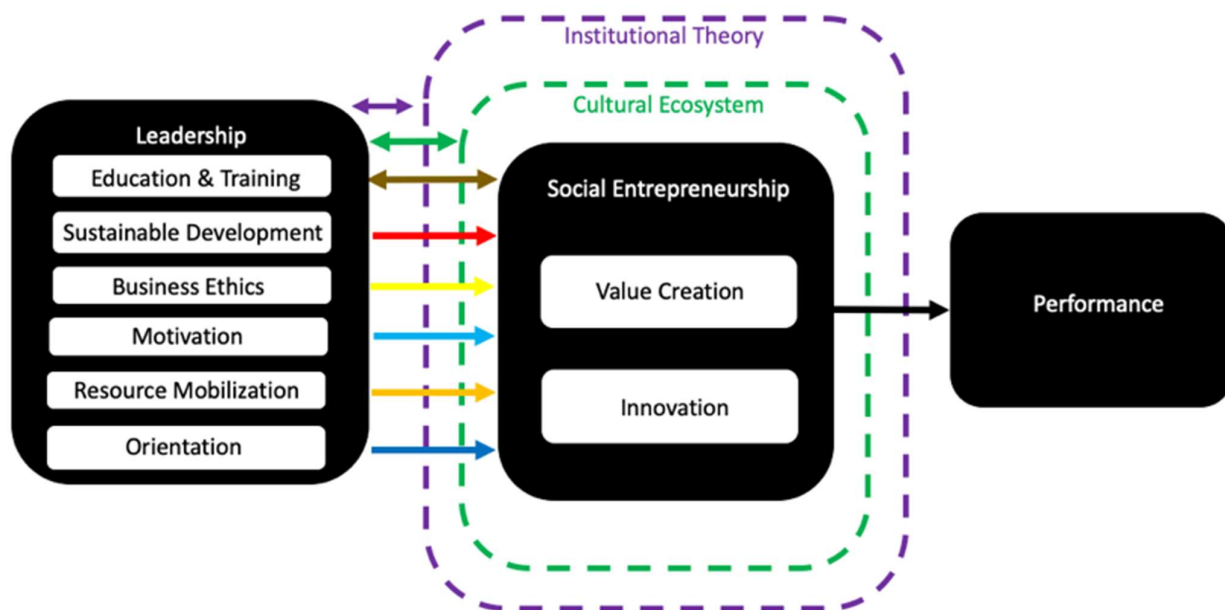 Institutional Theory
Cultural Ecosystem
Leadership
Education & Training
Sustainable Development
Business Ethics
Motivation
Resource Mobilization
Orientation
Social Entrepreneurship
Value Creation
Innovation
Performance